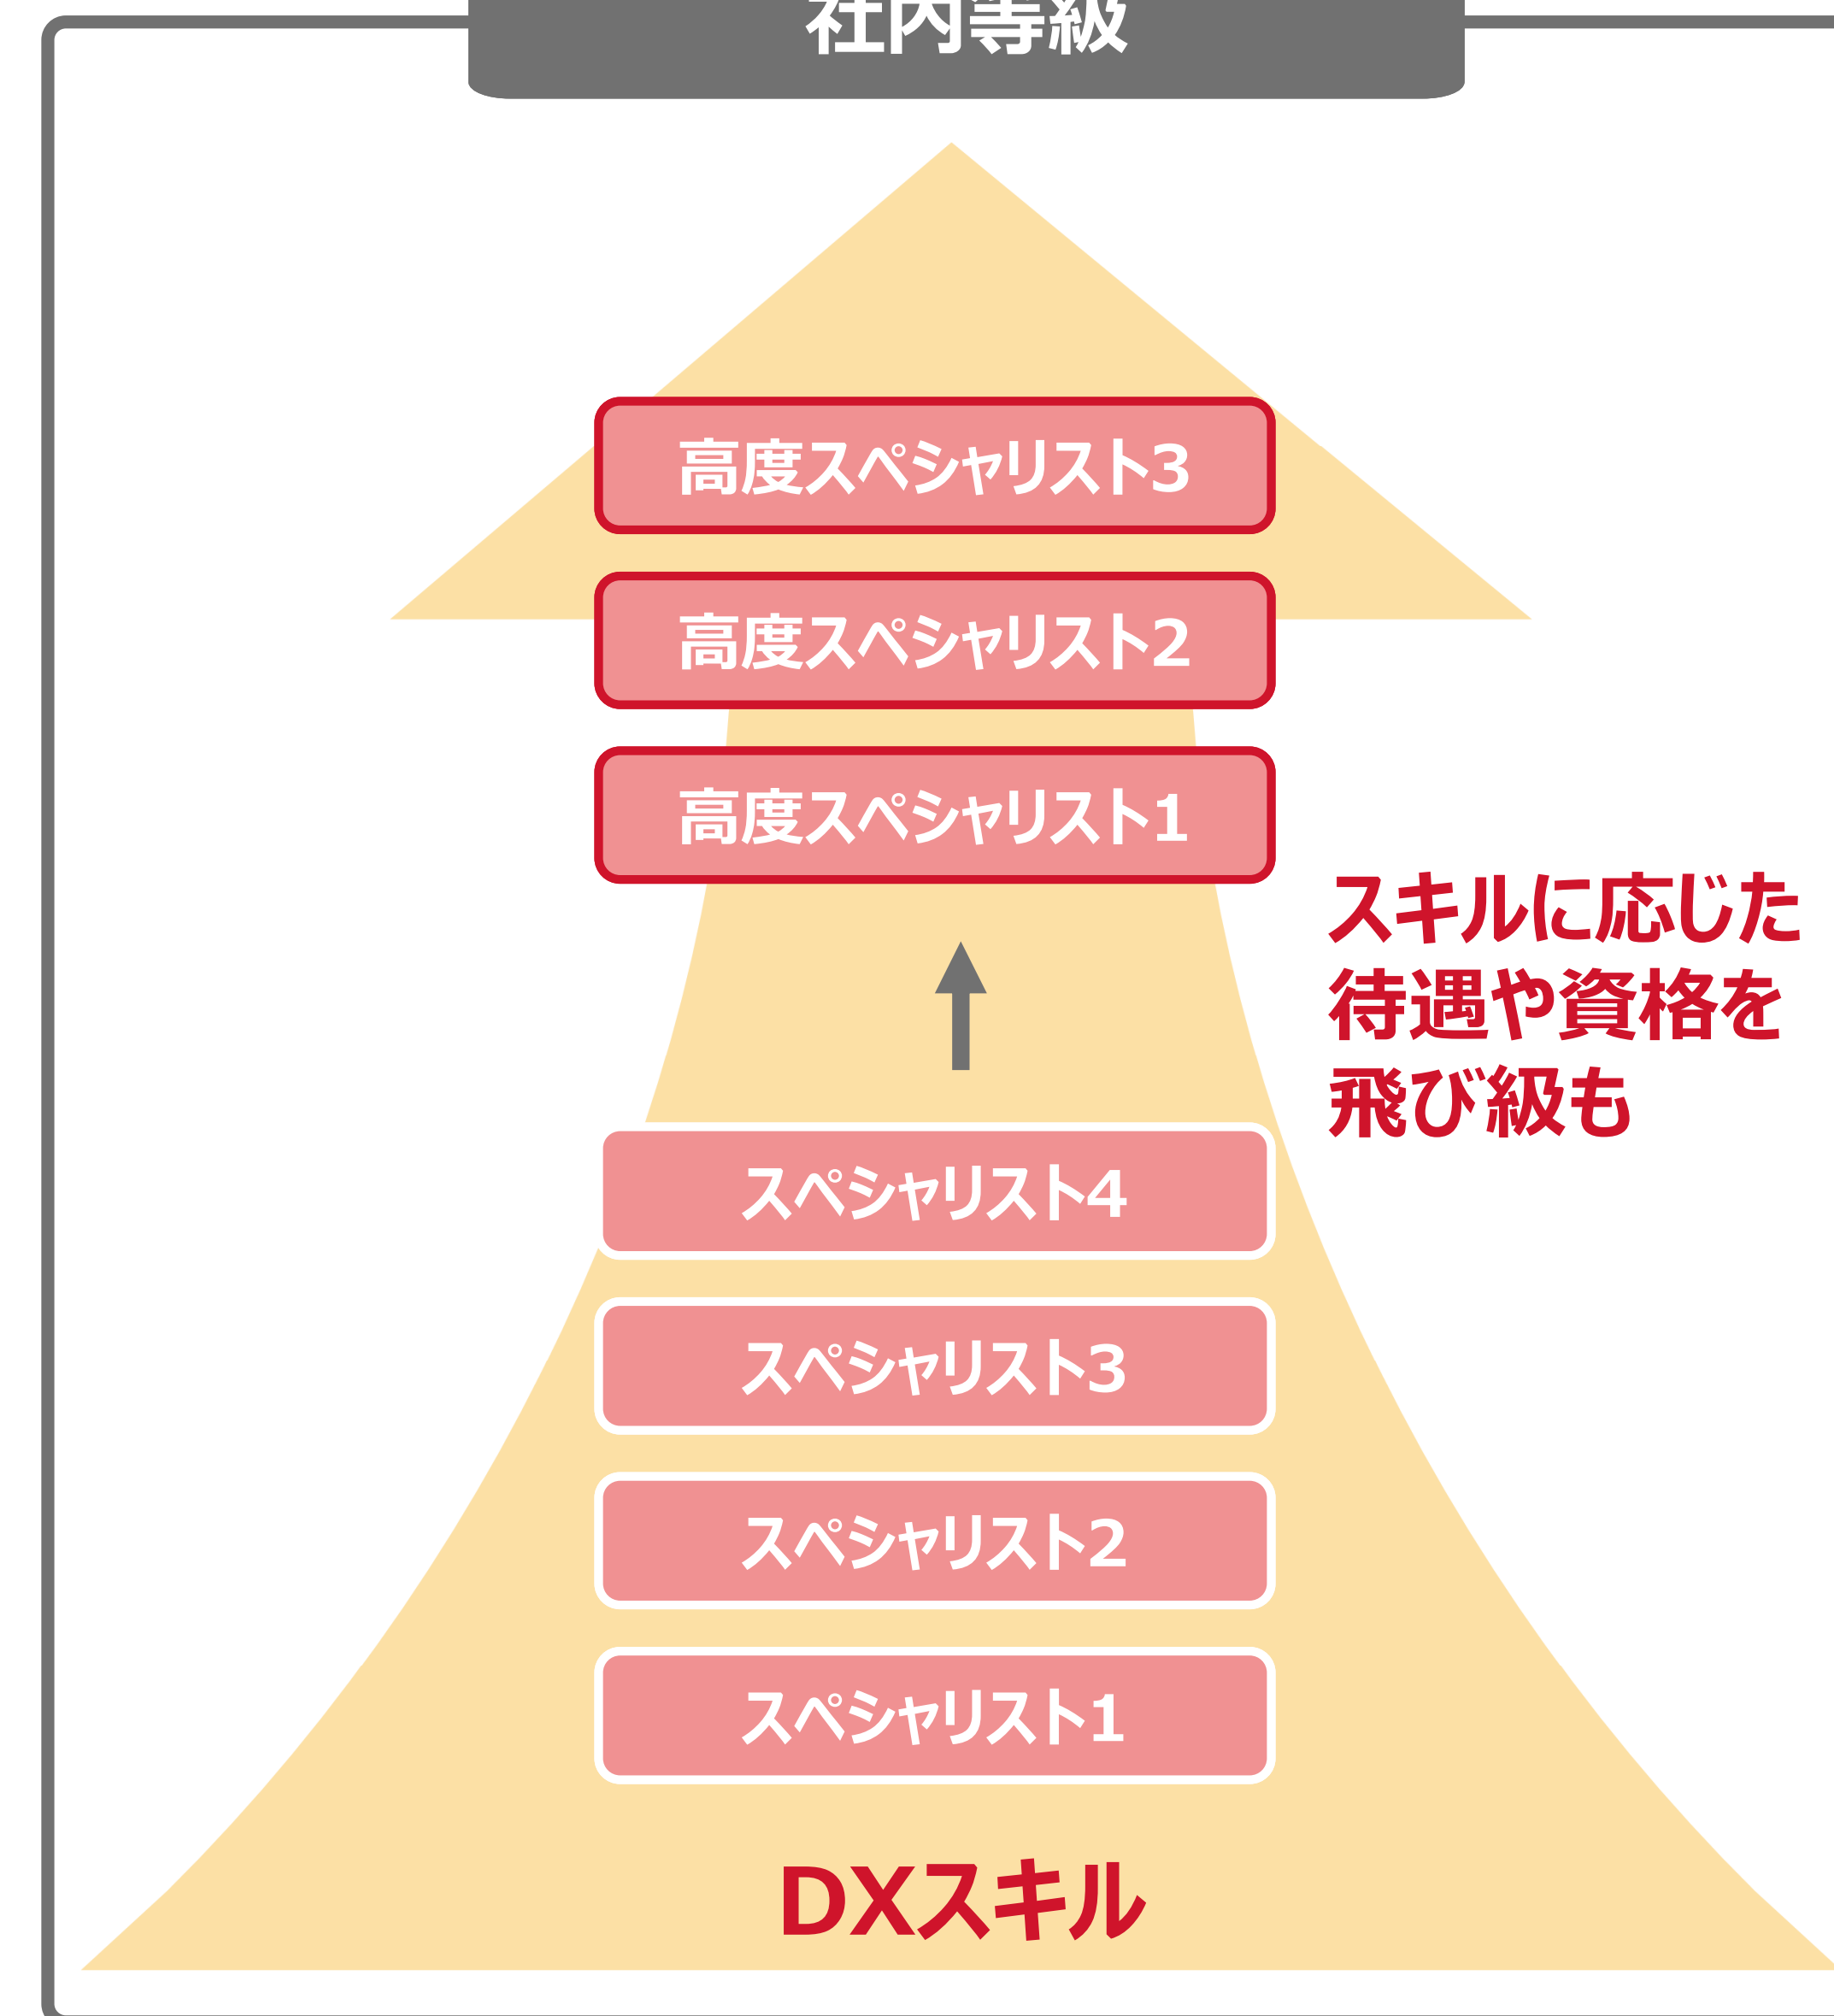 社内等級
高度スペシャリスト3
高度スペシャリスト2
高度スペシャリスト1
スキルに応じた
待遇や資格を
飛び級も
スペシャリスト4
スペシャリスト3
スペシャリスト2
スペシャリスト1
DXスキル